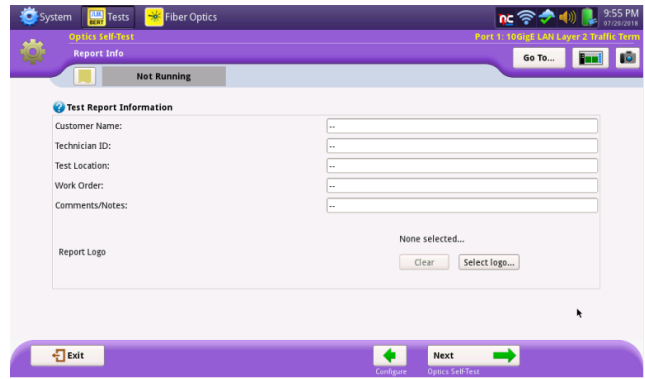 System Tests Fiber Optics 9:55 PM
07/29/2018
Optics Self-Test Port 1: 10GigE LAN Layer 2 Traffic Term
Report Info
Go To...
Not Running
Test Report Information
Customer Name: --
Technician ID: --
Test Location: --
Work Order: --
Comments/Notes: --
None selected...
Report Logo
Clear Select logo...
Exit Next
Configure Optics Self-Test